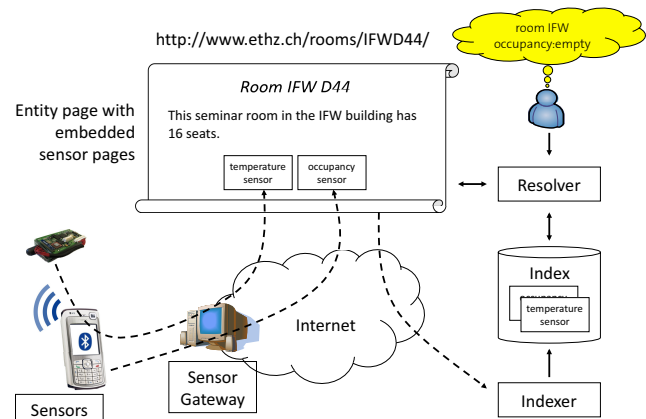 http://www.ethz.ch/rooms/IFWD44/
room IFW
occupancy:empty
Room IFW D44
This seminar room in the IFW building has
16 seats.
Entity page with
embedded
sensor pages
temperature
sensor
occupancy
sensor
Resolver
Index
temperature
sensor
Internet
Sensor
Gateway
Sensors
Indexer